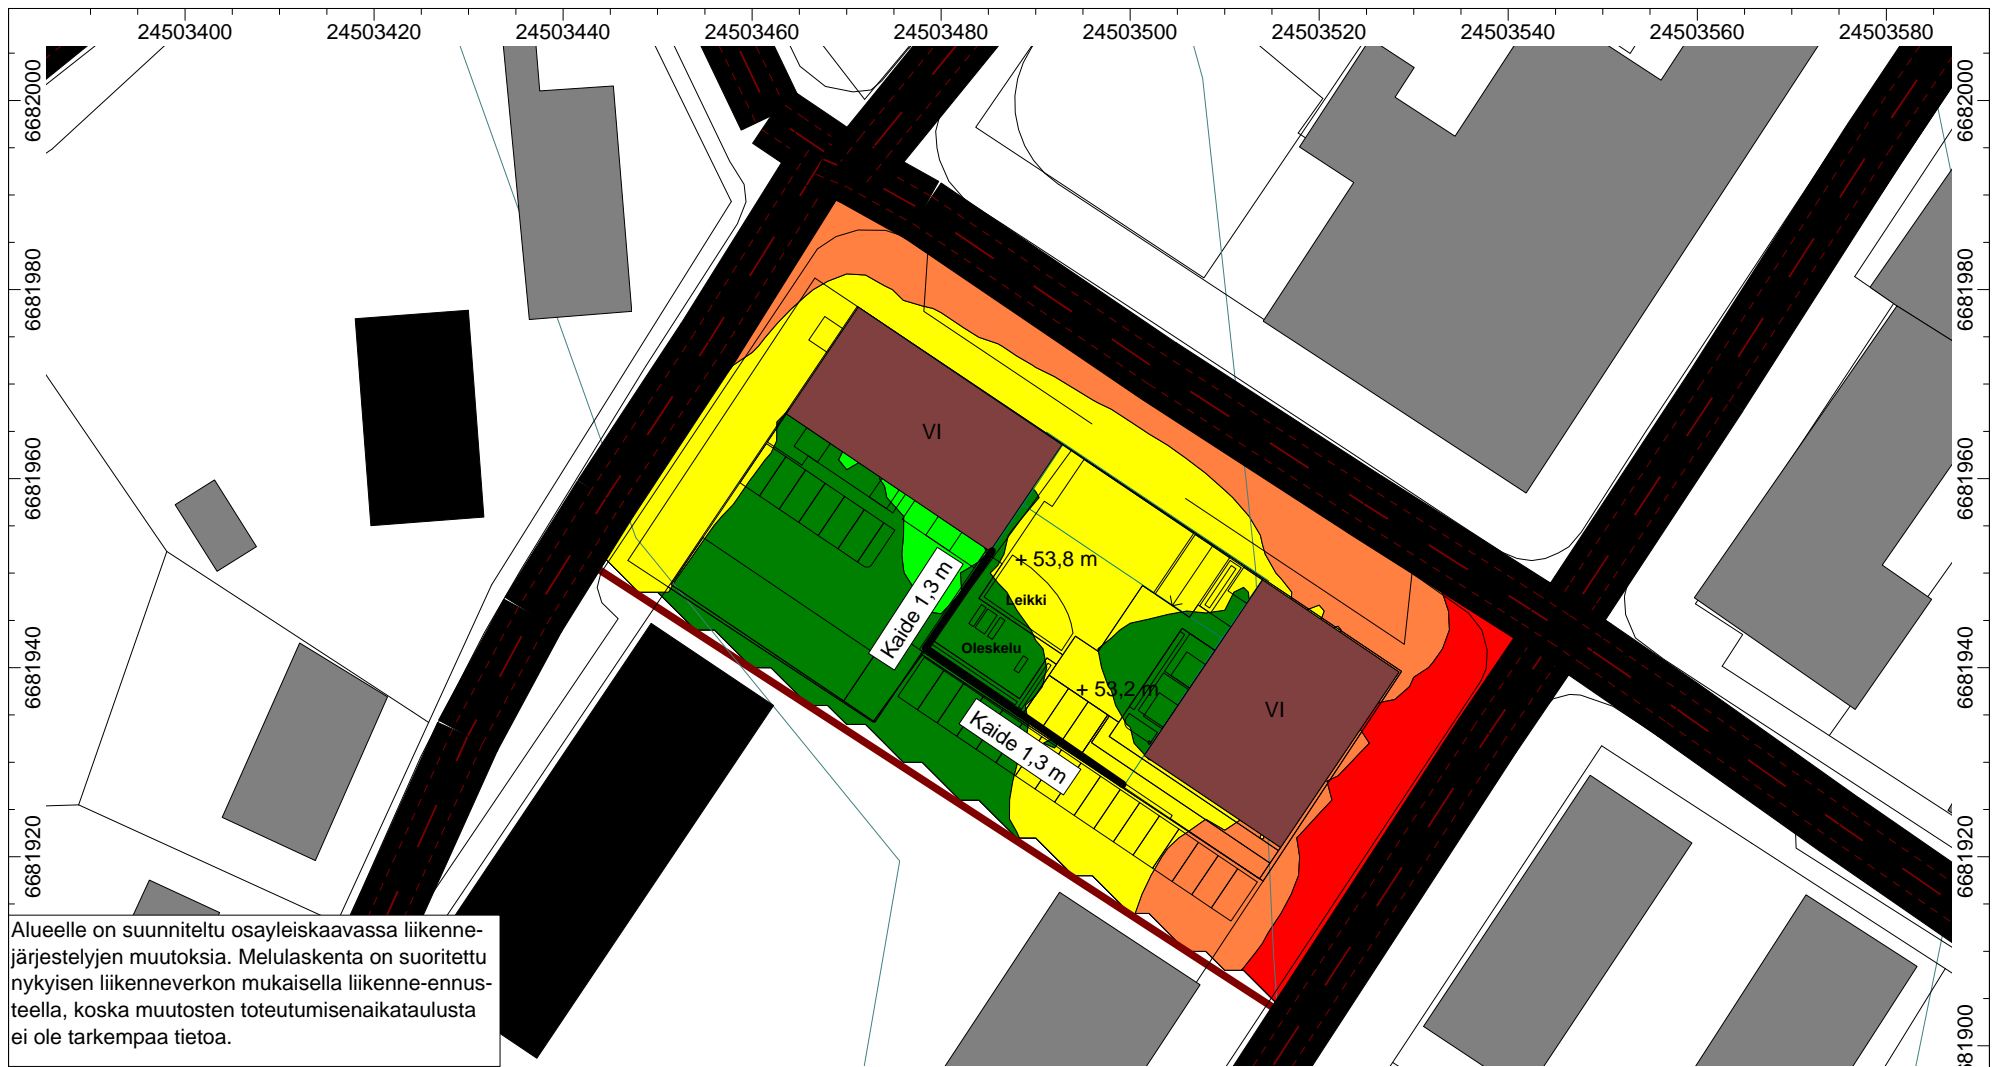 24503400 24503420 24503440 24503460 24503480 24503500 24503520 24503540 24503560 24503580
6682000
6681980
6681960
6681940
6681920
6682000
6681980
6681960
6681940
6681920
681900
VI
+ 53,8 m
Leikki
Kaide 1,3 m
Oleskelu
+ 53,2 m
VI
Kaide 1,3 m
Alueelle on suunniteltu osayleiskaavassa liikenne-
järjestelyjen muutoksia. Melulaskenta on suoritettu
nykyisen liikenneverkon mukaisella liikenne-ennus-
teella, koska muutosten toteutumisenaikataulusta
ei ole tarkempaa tietoa.